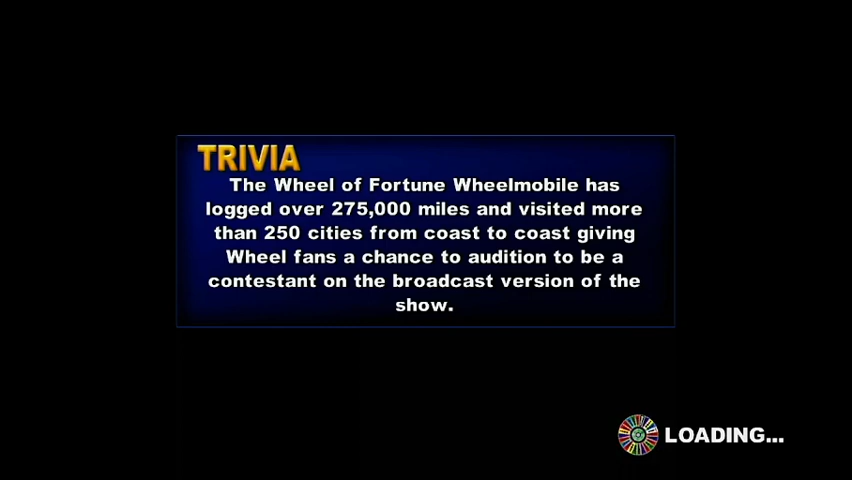 TRIVIA
The Wheel of Fortune Wheelmobile has
logged over 275,000 miles and visited more
than 250 cities from coast to coast giving
Wheel fans a chance to audition to be a
contestant on the broadcast version of the
show.
LOADING...